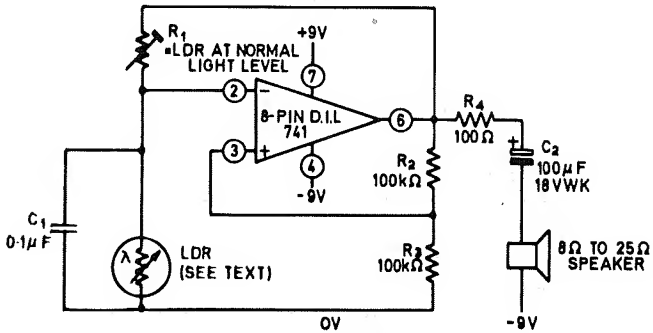 R1
=LDR AT NORMAL
LIGHT LEVEL
+9V
7
2
-
8-PIN D.I.L
741
6
3
+
4
-9V
R4
100Ω
C2
+
100µF
18VWK
R2
100kΩ
C1
0·1µF
λ
LDR
(SEE TEXT)
R3
100kΩ
8Ω TO 25Ω
SPEAKER
0V
-9V